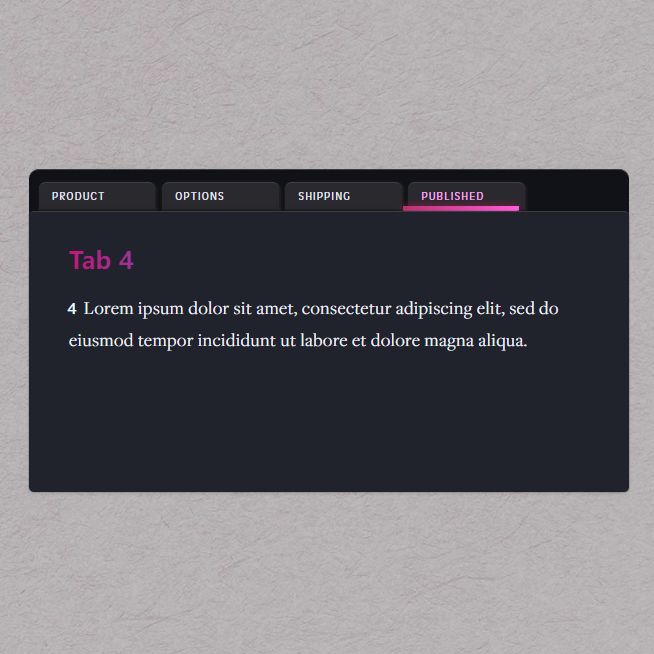 PRODUCT OPTIONS SHIPPING PUBLISHED
Tab 4
4 Lorem ipsum dolor sit amet, consectetur adipiscing elit, sed do
eiusmod tempor incididunt ut labore et dolore magna aliqua.